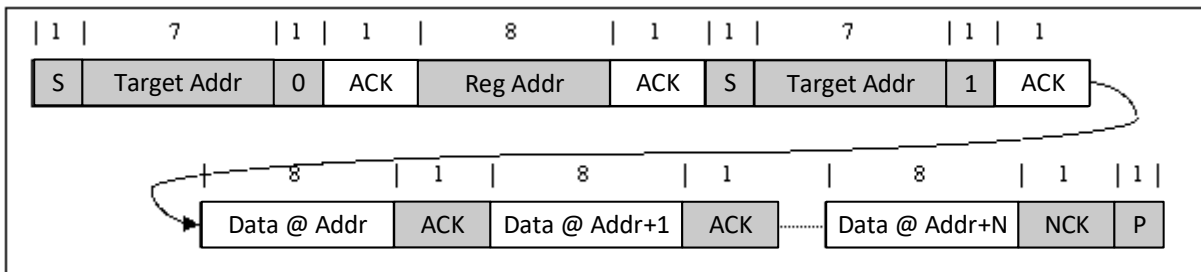 | 1 | 7 | 1 | 1 | 8 | 1 | 1 | 7 | 1 | 1
S Target Addr 0 ACK Reg Addr ACK S Target Addr 1 ACK
8 | 1 | 8 | 1 | 8 | 1 | 1 |
Data @ Addr ACK Data @ Addr+1 ACK Data @ Addr+N NCK P